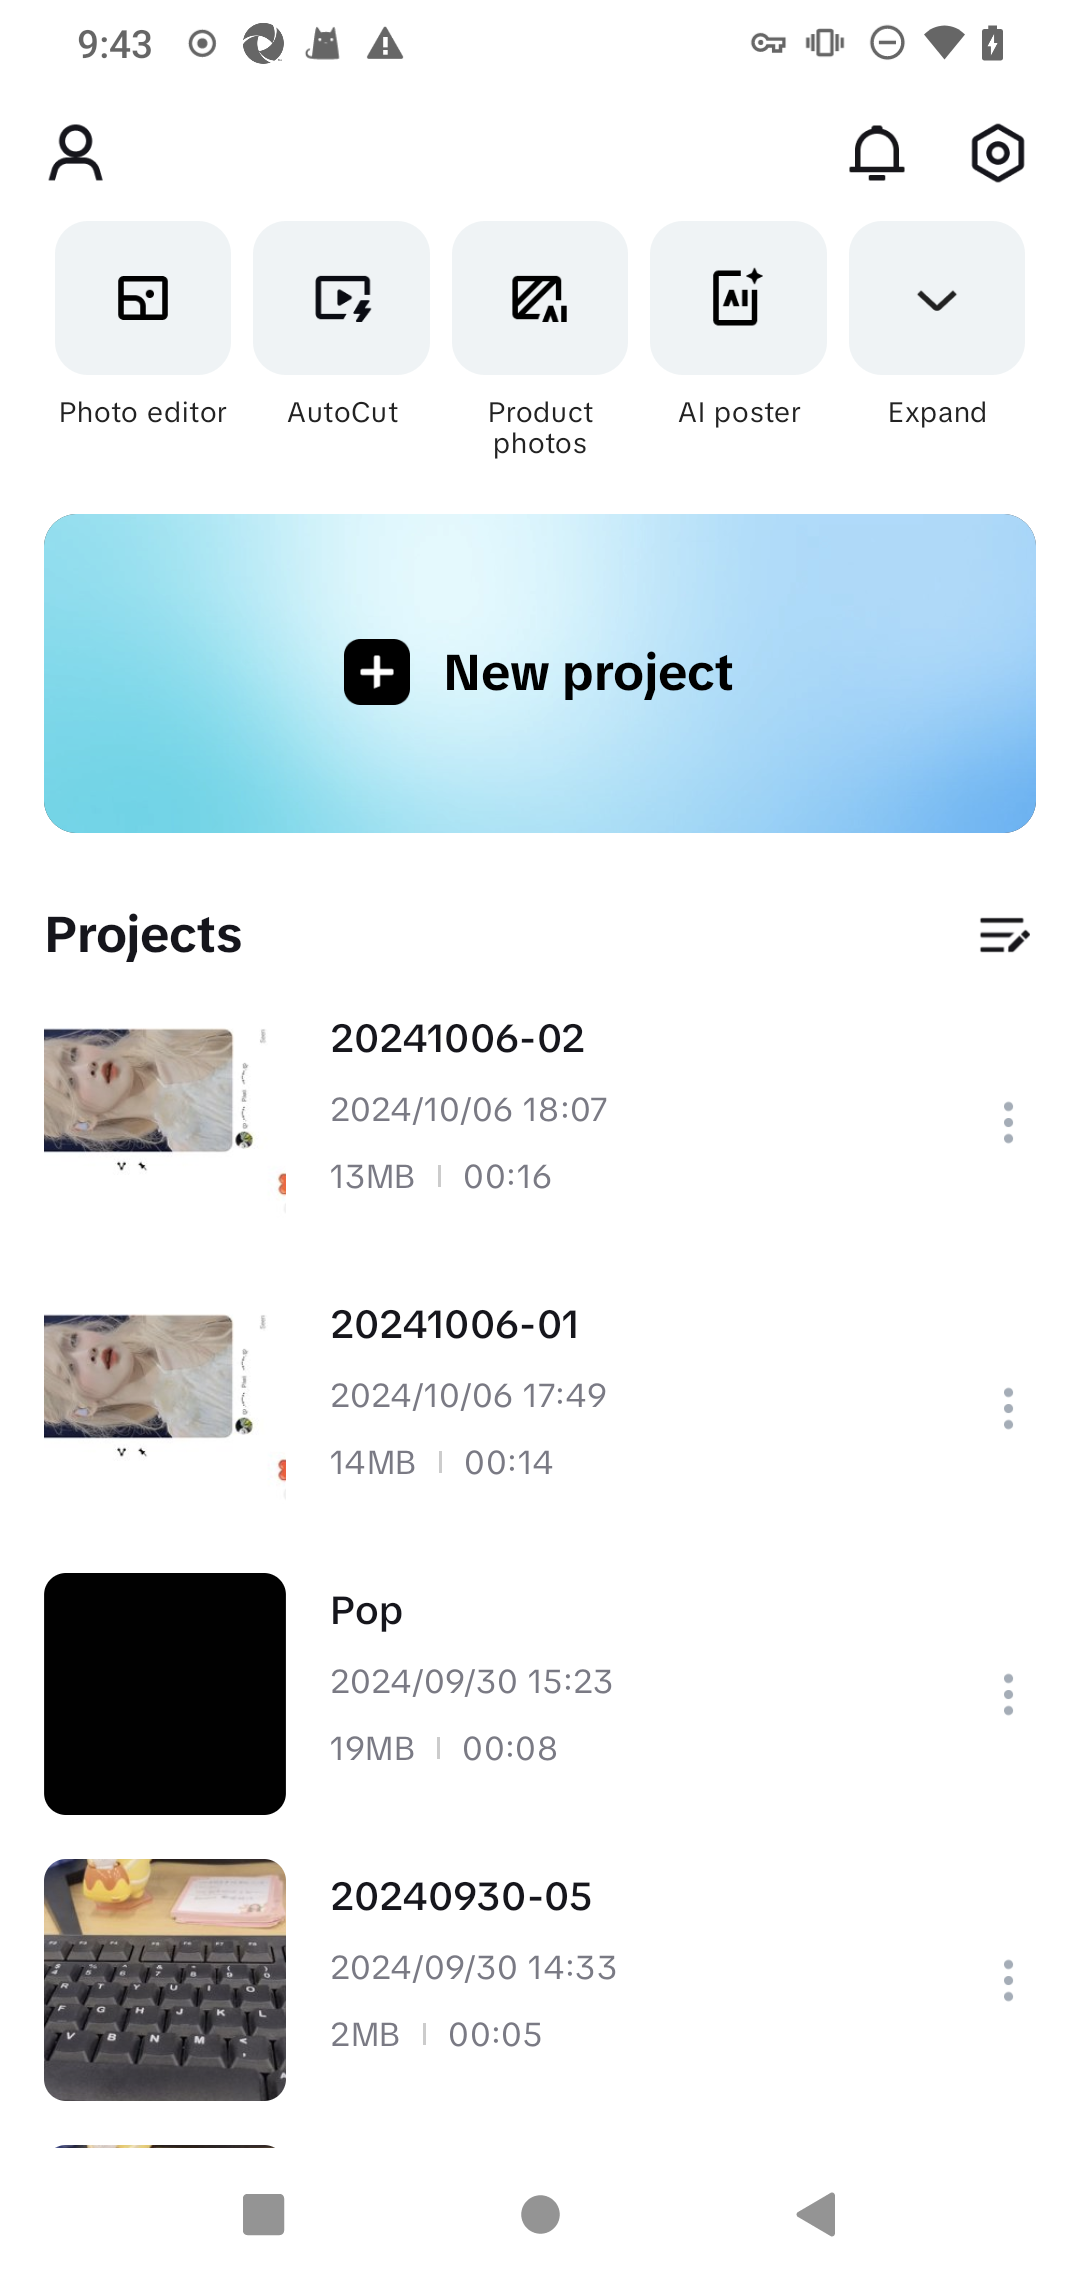 9:43
Photo editor
AutoCut
Product
photos
AI poster
Expand
New project
Projects
20241006-02
2024/10/06 18:07
13MB
00:16
20241006-01
2024/10/06 17:49
14MB
00:14
Pop
2024/09/30 15:23
19MB
00:08
20240930-05
2024/09/30 14:33
2MB
00:05